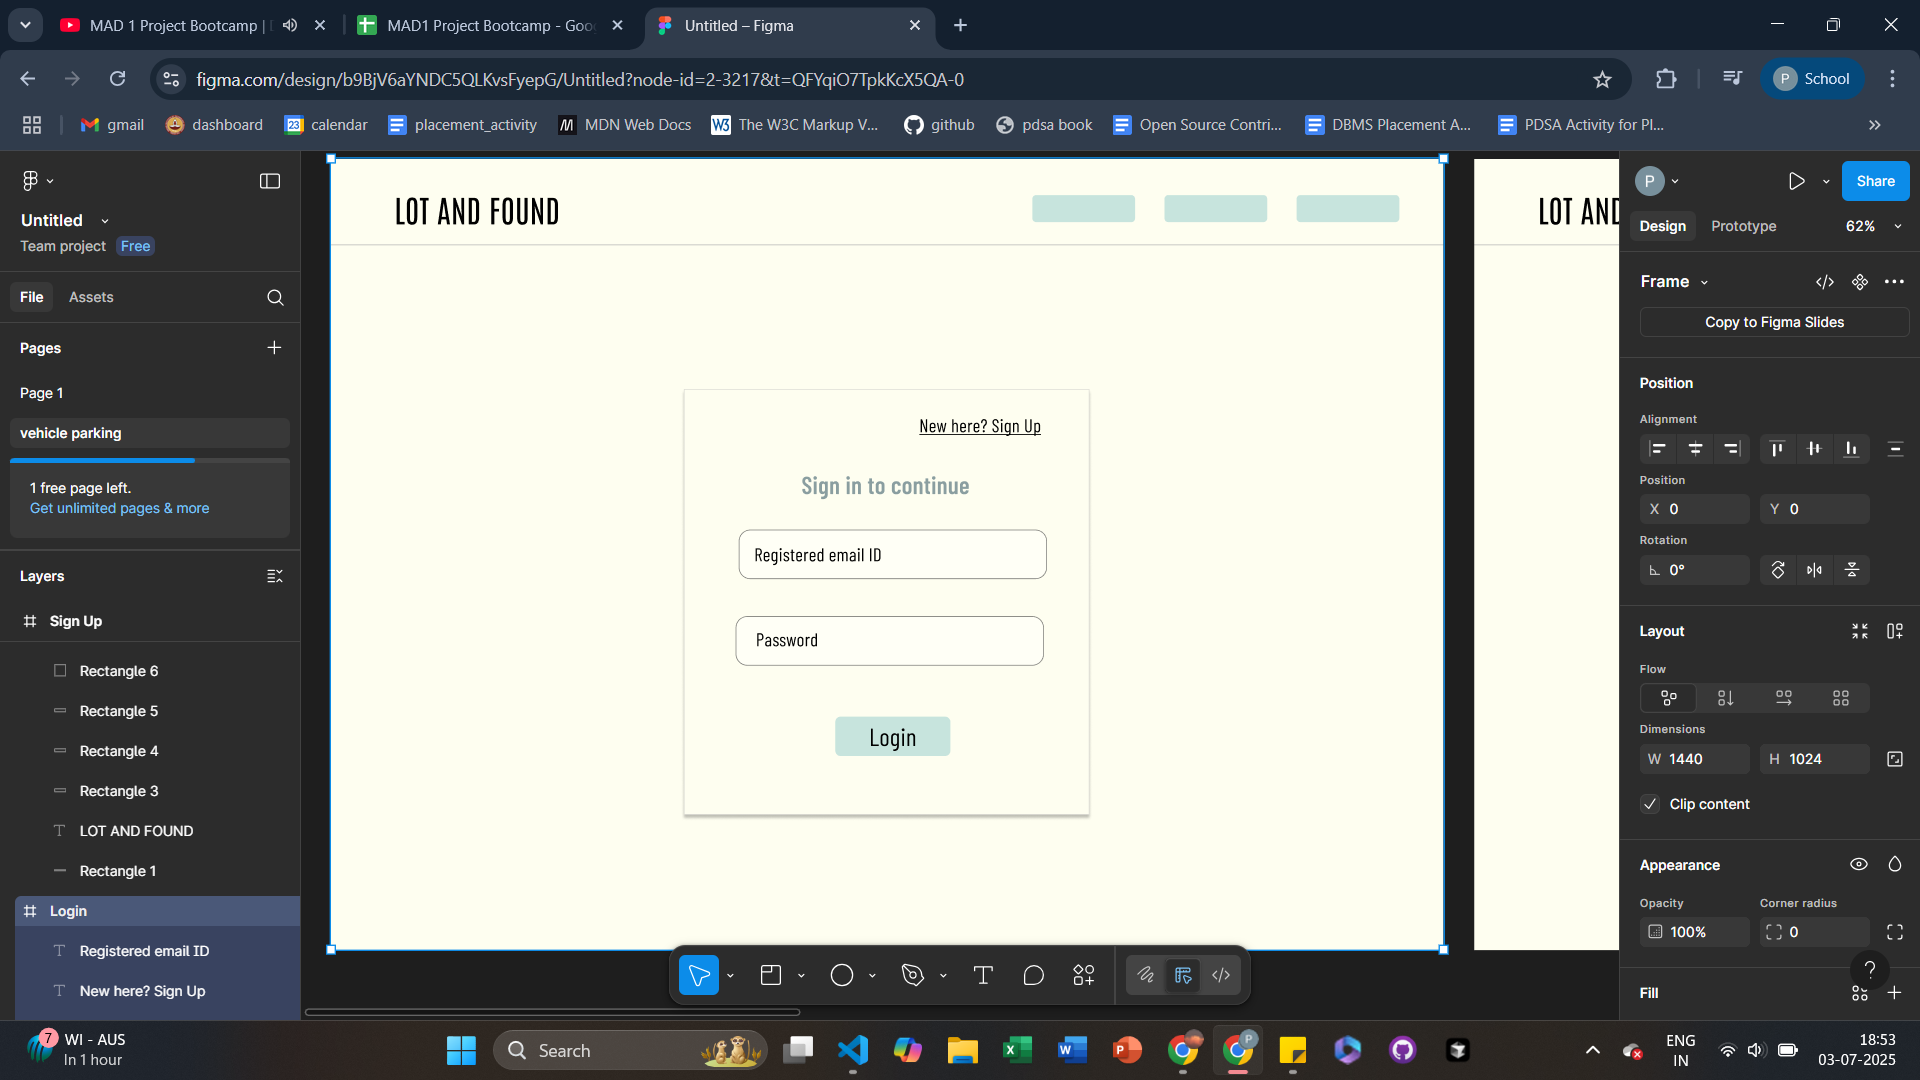 MAD 1 Project Bootcamp |
MAD1 Project Bootcamp - Goo
Untitled – Figma
figma.com/design/b9BjV6aYNDC5QLKvsFyepG/Untitled?node-id=2-3217&t=QFYqiO7TpkKcX5QA-0
P School
gmail
dashboard
23 calendar
placement_activity
MDN Web Docs
W3 The W3C Markup V...
github
pdsa book
Open Source Contri...
DBMS Placement A...
PDSA Activity for Pl...
Untitled
Team project Free
File Assets
Pages
Page 1
vehicle parking
1 free page left.
Get unlimited pages & more
Layers
Sign Up
Rectangle 6
Rectangle 5
Rectangle 4
Rectangle 3
LOT AND FOUND
Rectangle 1
Login
Registered email ID
New here? Sign Up
LOT AND FOUND
New here? Sign Up
Sign in to continue
Registered email ID
Password
Login
LOT AND
P
Share
Design Prototype 62%
Frame
Copy to Figma Slides
Position
Alignment
Position
X 0 Y 0
Rotation
0°
Layout
Flow
Dimensions
W 1440 H 1024
Clip content
Appearance
Opacity Corner radius
100% 0
?
Fill
7 WI - AUS
In 1 hour
Search
ENG
IN
18:53
03-07-2025